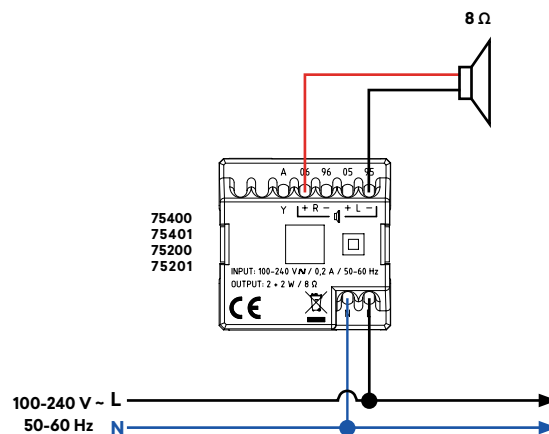 8 Ω
A 06 96 05 95
Y + R − + L −
75400
75401
75200
75201
INPUT: 100-240 V~ / 0,2 A / 50-60 Hz
OUTPUT: 2 + 2 W / 8 Ω
CE
N L
100-240 V ~ L
50-60 Hz N